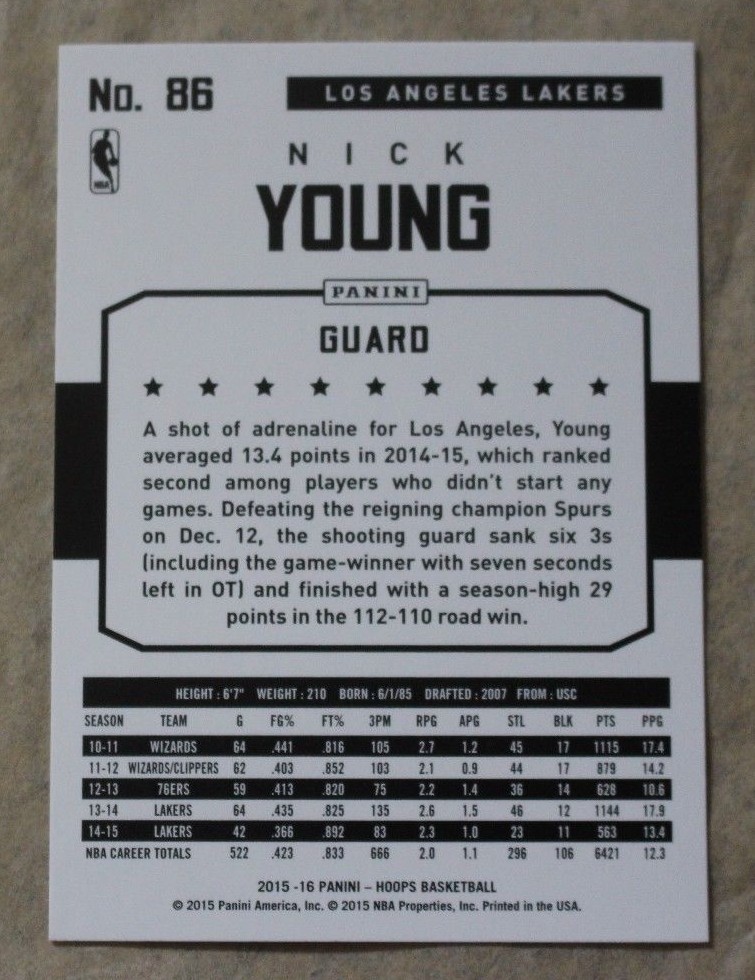 No. 86
LOS ANGELES LAKERS
NBA
NICK
YOUNG
PANINI
GUARD
A shot of adrenaline for Los Angeles, Young
averaged 13.4 points in 2014-15, which ranked
second among players who didn't start any
games. Defeating the reigning champion Spurs
on Dec. 12, the shooting guard sank six 3s
(including the game-winner with seven seconds
left in OT) and finished with a season-high 29
points in the 112-110 road win.
HEIGHT : 6'7" WEIGHT : 210 BORN : 6/1/85 DRAFTED : 2007 FROM : USC
SEASON TEAM G FG% FT% 3PM RPG APG STL BLK PTS PPG
10-11 WIZARDS 64 .441 .816 105 2.7 1.2 45 17 1115 17.4
11-12 WIZARDS/CLIPPERS 62 .403 .852 103 2.1 0.9 44 17 879 14.2
12-13 76ERS 59 .413 .820 75 2.2 1.4 36 14 628 10.6
13-14 LAKERS 64 .435 .825 135 2.6 1.5 46 12 1144 17.9
14-15 LAKERS 42 .366 .892 83 2.3 1.0 23 11 563 13.4
NBA CAREER TOTALS 522 .423 .833 666 2.0 1.1 296 106 6421 12.3
2015 -16 PANINI – HOOPS BASKETBALL
© 2015 Panini America, Inc. © 2015 NBA Properties, Inc. Printed in the USA.